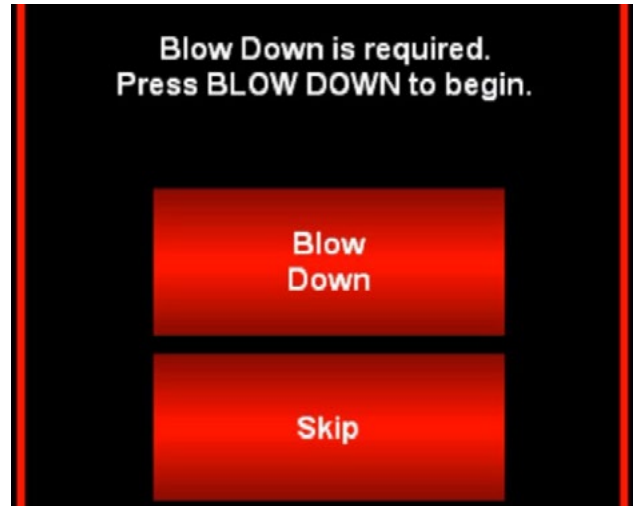 Blow Down is required.
Press BLOW DOWN to begin.
Blow
Down
Skip